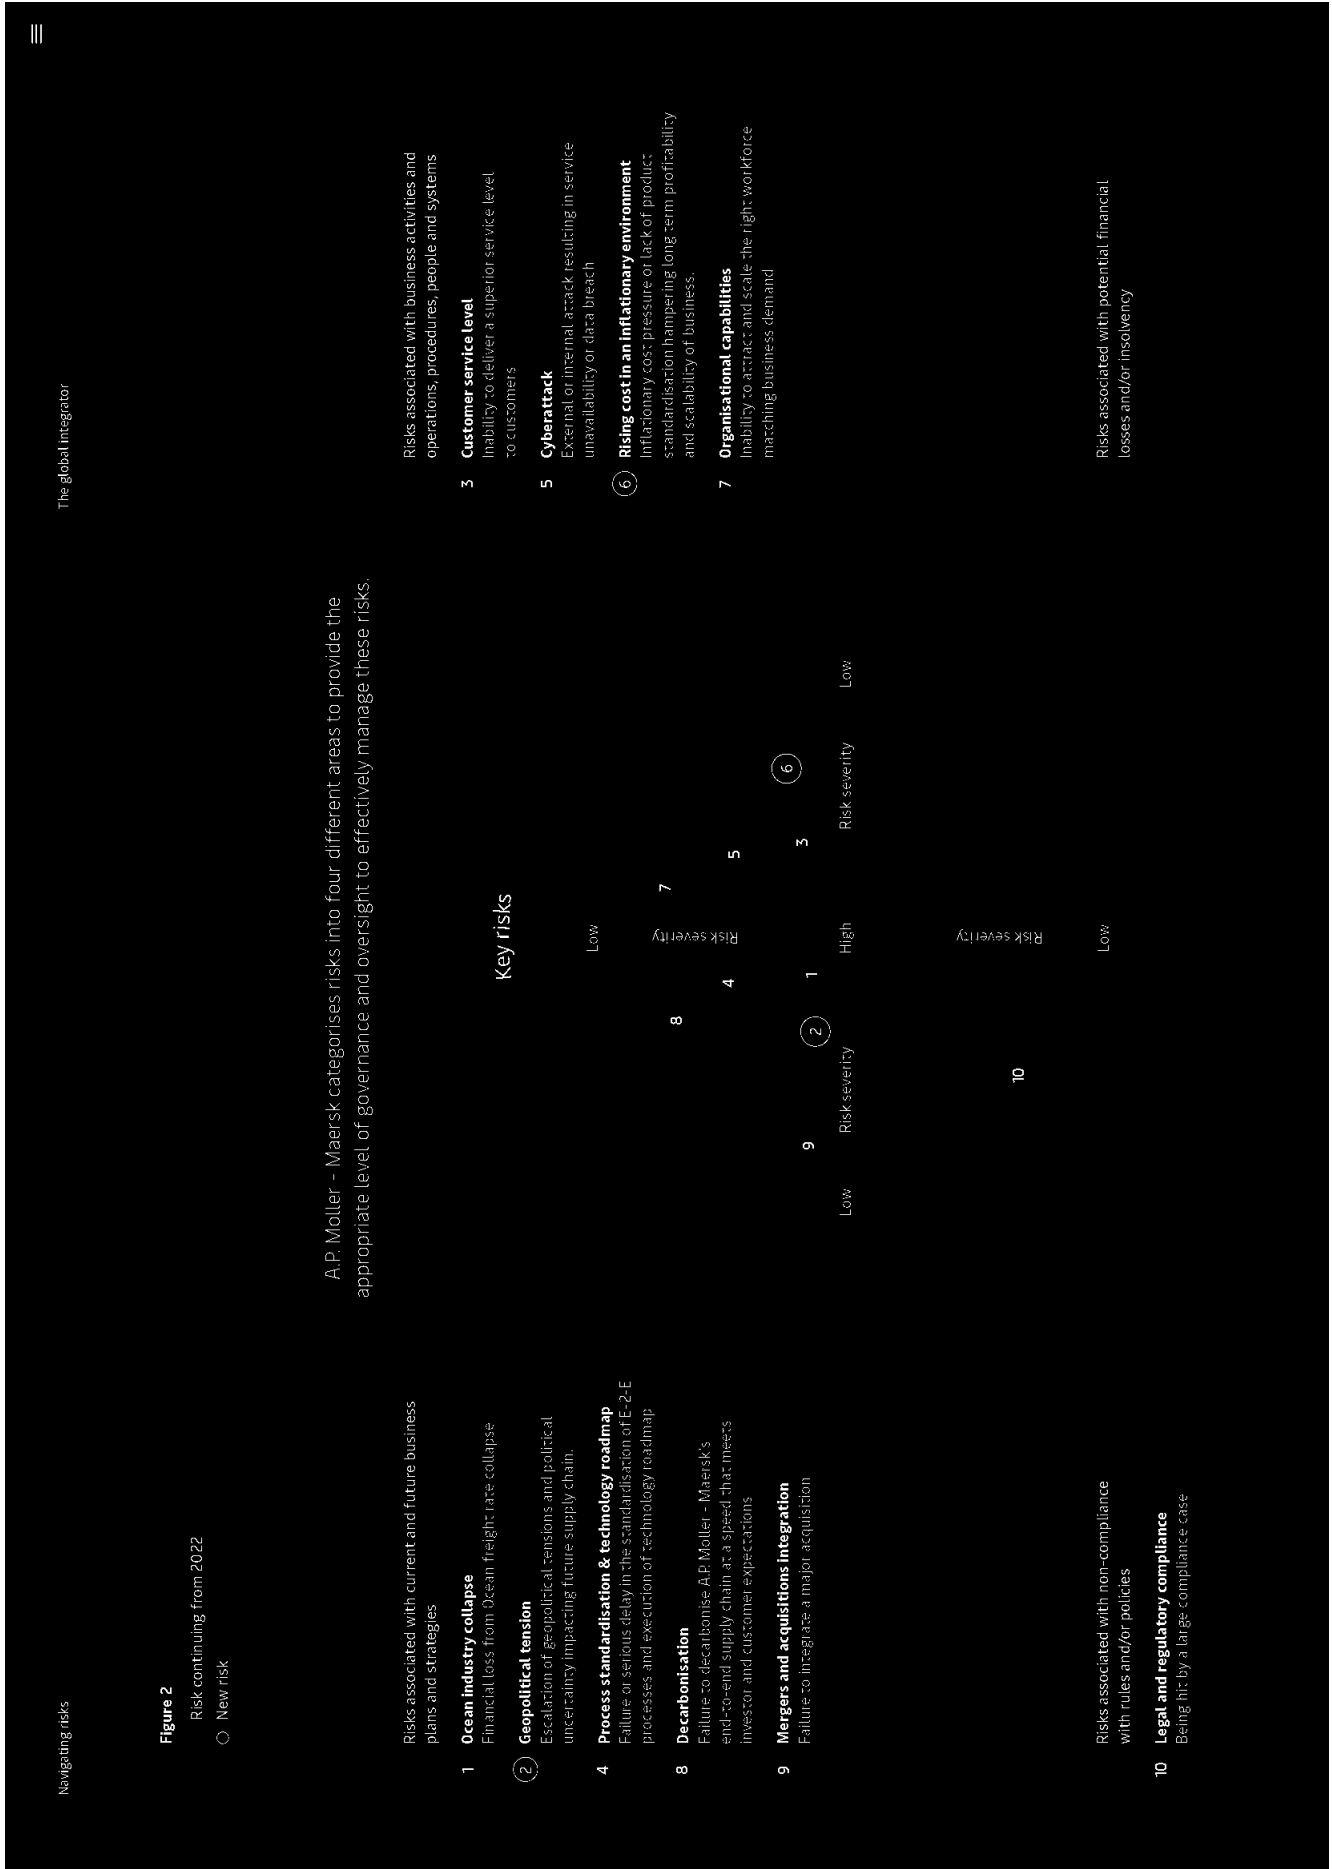 Navigating risks
The global integrator
Figure 2
Risk continuing from 2022
New risk
A.P. Moller - Maersk categorises risks into four different areas to provide the
appropriate level of governance and oversight to effectively manage these risks.
Risks associated with current and future business
plans and strategies
1 Ocean industry collapse
Financial loss from Ocean freight rate collapse
2 Geopolitical tension
Escalation of geopolitical tensions and political
uncertainty impacting future supply chain.
4 Process standardisation & technology roadmap
Failure or serious delay in the standardisation of E-2-E
processes and execution of technology roadmap
8 Decarbonisation
Failure to decarbonise A.P. Moller - Maersk's
end-to-end supply chain at a speed that meets
investor and customer expectations
9 Mergers and acquisitions integration
Failure to integrate a major acquisition
Risks associated with non-compliance
with rules and/or policies
10 Legal and regulatory compliance
Being hit by a large compliance case
Key risks
Low
Risk severity
7
8
4
5
6
3
9
2
1
Low
Risk severity
High
Risk severity
Low
10
Risk severity
Low
Risks associated with business activities and
operations, procedures, people and systems
3 Customer service level
Inability to deliver a superior service level
to customers
5 Cyberattack
External or internal attack resulting in service
unavailability or data breach
6 Rising cost in an inflationary environment
Inflationary cost pressure or lack of product
standardisation hampering long term profitability
and scalability of business.
7 Organisational capabilities
Inability to attract and scale the right workforce
matching business demand
Risks associated with potential financial
losses and/or insolvency